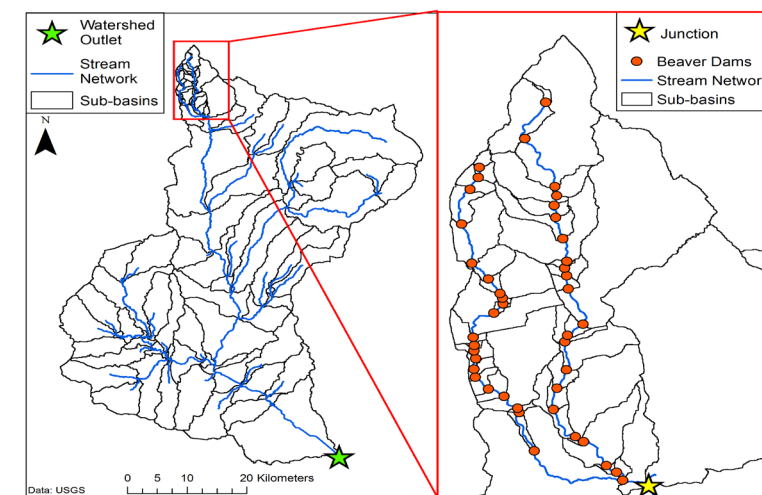 Watershed
Outlet
Stream
Network
Sub-basins
N
Data: USGS
0 5 10 20 Kilometers
Junction
Beaver Dams
Stream Network
Sub-basins